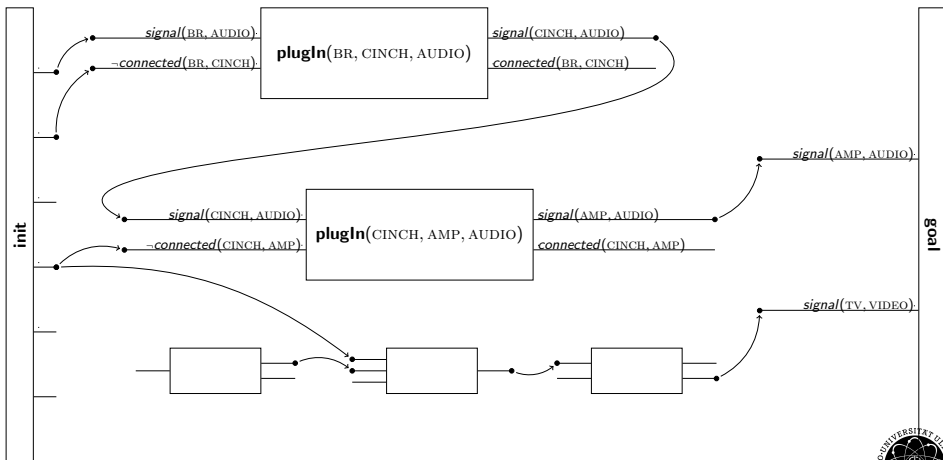 init
signal(BR, AUDIO)
¬connected(BR, CINCH)
plugIn(BR, CINCH, AUDIO)
signal(CINCH, AUDIO)
connected(BR, CINCH)
signal(CINCH, AUDIO)
¬connected(CINCH, AMP)
plugIn(CINCH, AMP, AUDIO)
signal(AMP, AUDIO)
connected(CINCH, AMP)
signal(AMP, AUDIO)
signal(TV, VIDEO)
goal